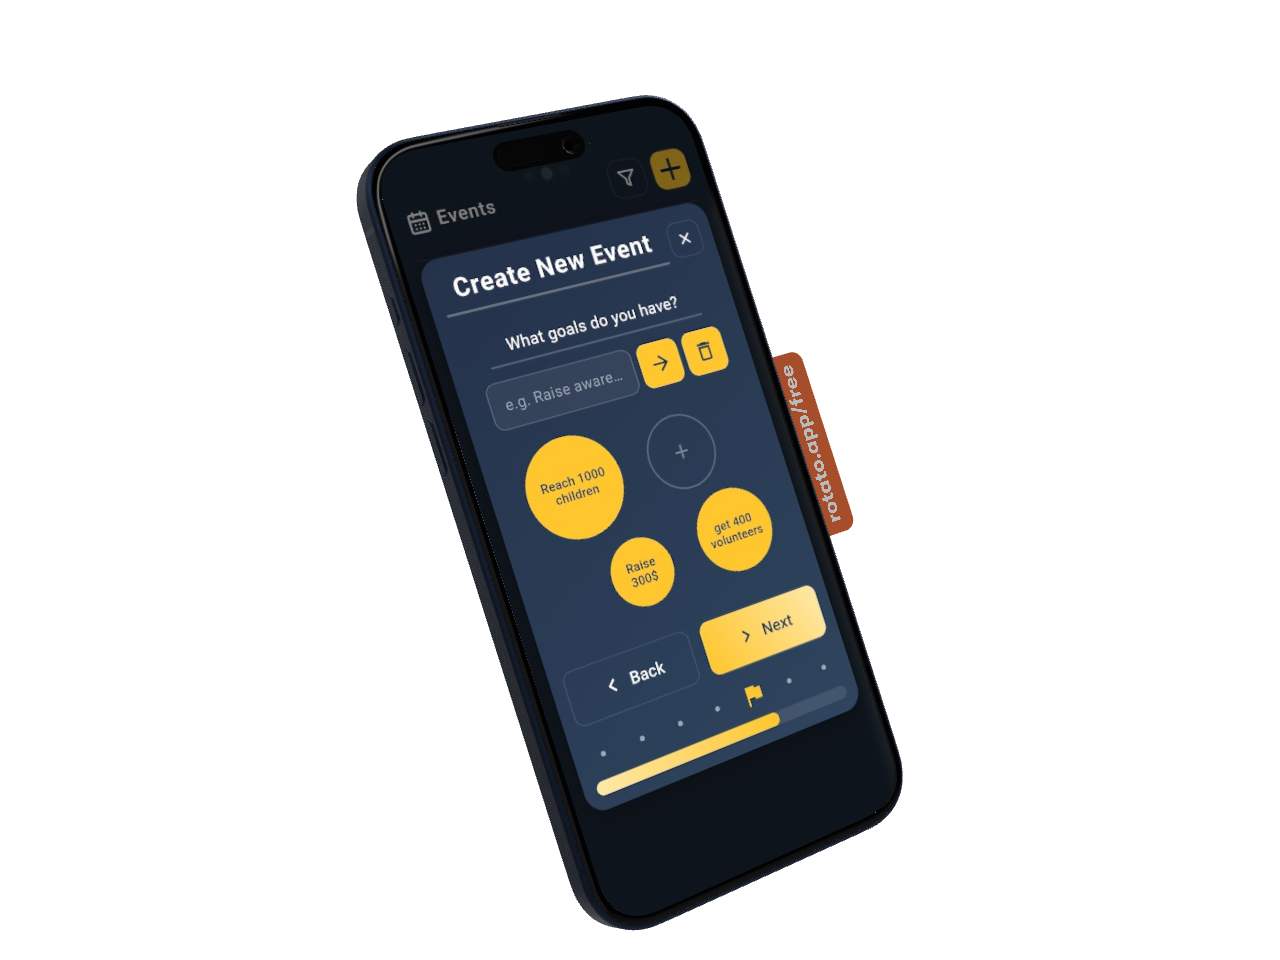 Events
Create New Event
What goals do you have?
e.g. Raise aware...
Reach 1000
children
get 400
volunteers
Raise
300$
Next
Back
rotato.app/free